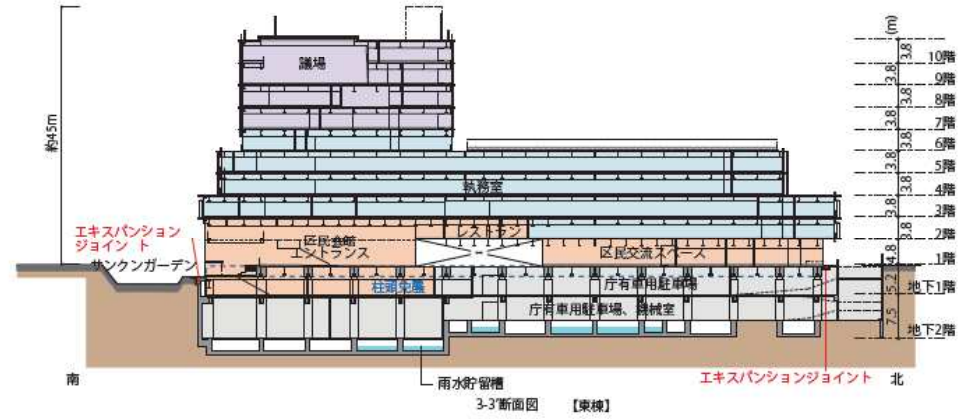 (m)
約45m
議場
執務室
レストラン
区民会館
エントランス
区民交流スペース
エキスパンション
ジョイント
サンクンガーデン
柱頭免震
庁有車用駐車場
庁有車用駐車場、機械室
3.8
10階
3.8
9階
3.8
8階
3.8
7階
3.8
6階
3.8
5階
3.8
4階
3.8
3階
3.8
2階
4.8
1階
5.2
地下1階
7.5
地下2階
エキスパンションジョイント
南
北
雨水貯留槽
3-3'断面図 【東棟】